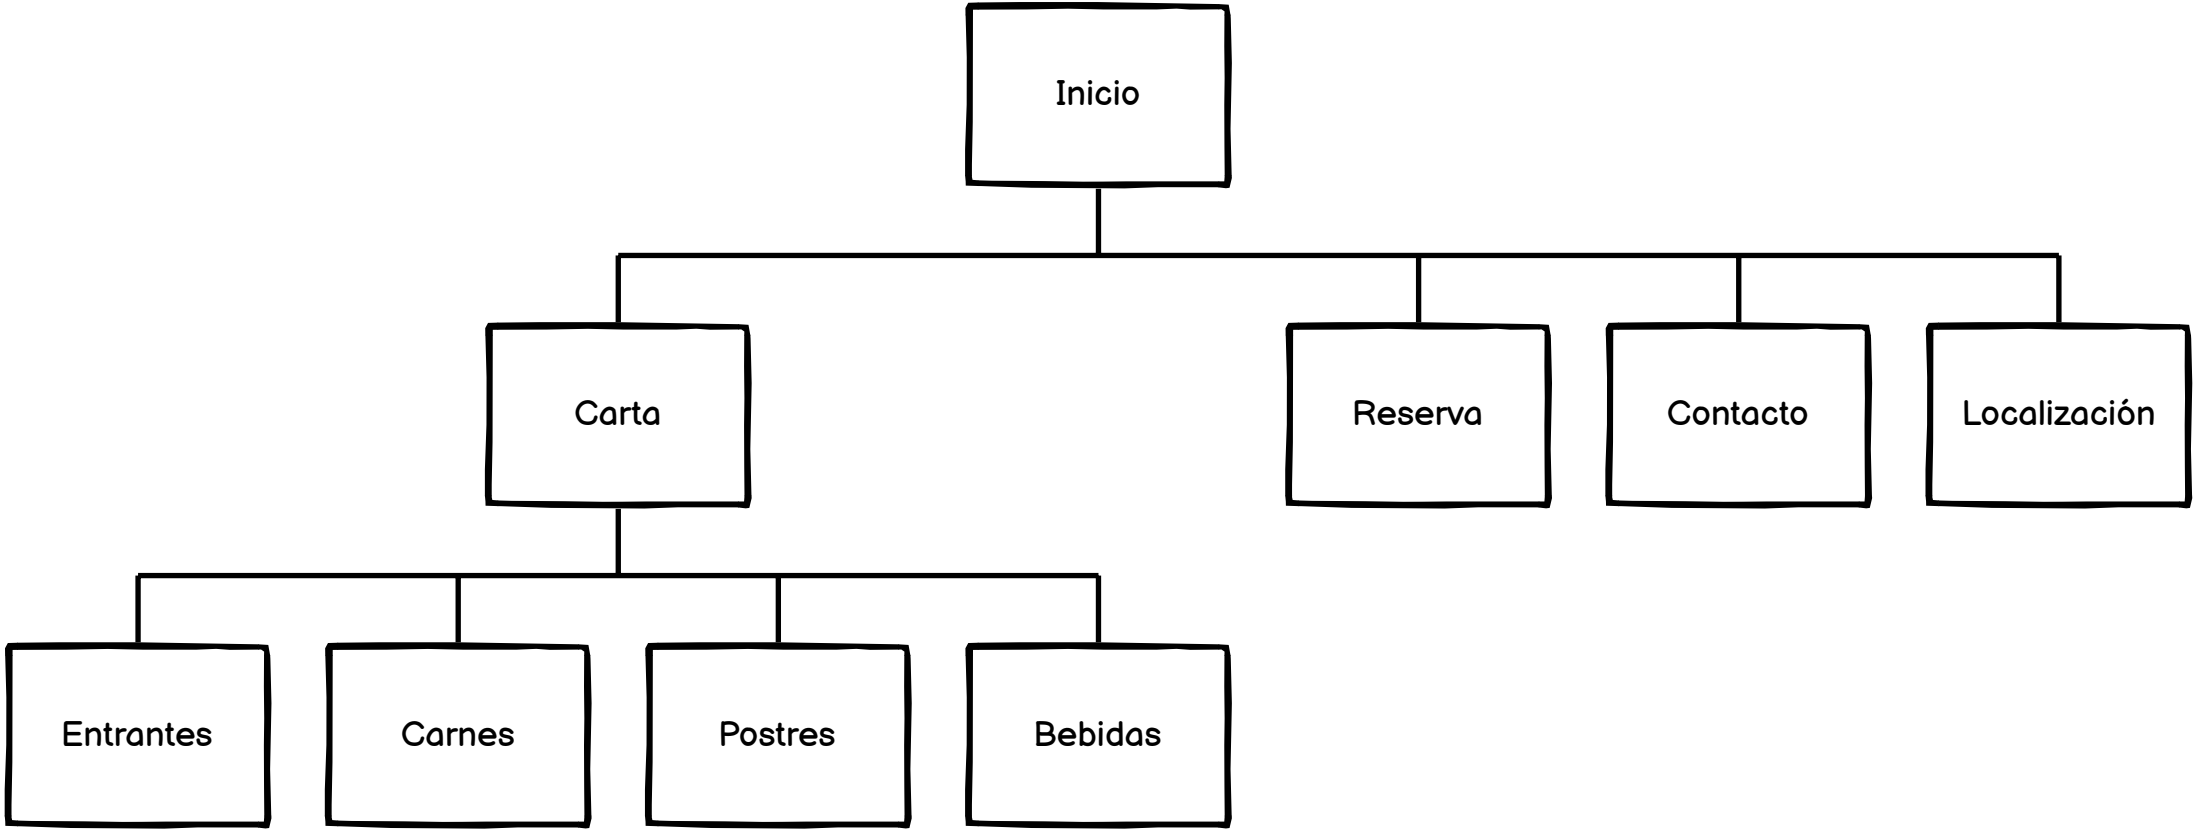 Inicio
Carta
Reserva
Contacto
Localización
Entrantes
Carnes
Postres
Bebidas